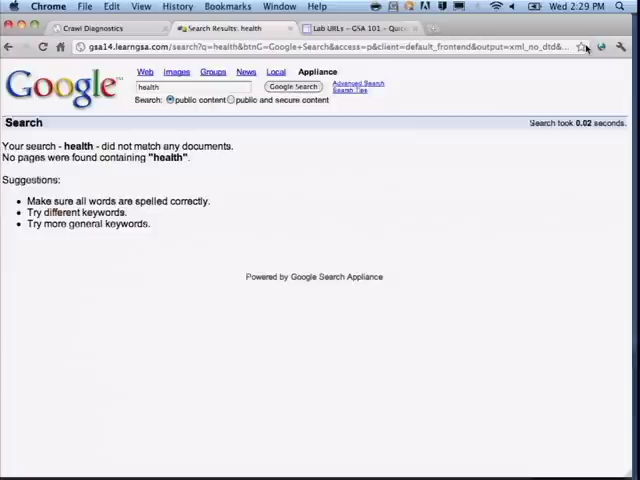 Chrome File Edit View History Bookmarks Window Help Wed 2:29 PM
Crawl Diagnostics Search Results: health Lab URLs - GSA 101 - Quick
gsa14.learngsa.com/search?q=health&btnG=Google+Search&access=p&client=default_frontend&output=xml_no_dtd&...
Web Images Groups News Local Appliance
Google™
health Google Search Advanced Search
Search Tips
Search: public content public and secure content
Search Search took 0.02 seconds.
Your search - health - did not match any documents.
No pages were found containing "health".
Suggestions:
Make sure all words are spelled correctly.
Try different keywords.
Try more general keywords.
Powered by Google Search Appliance